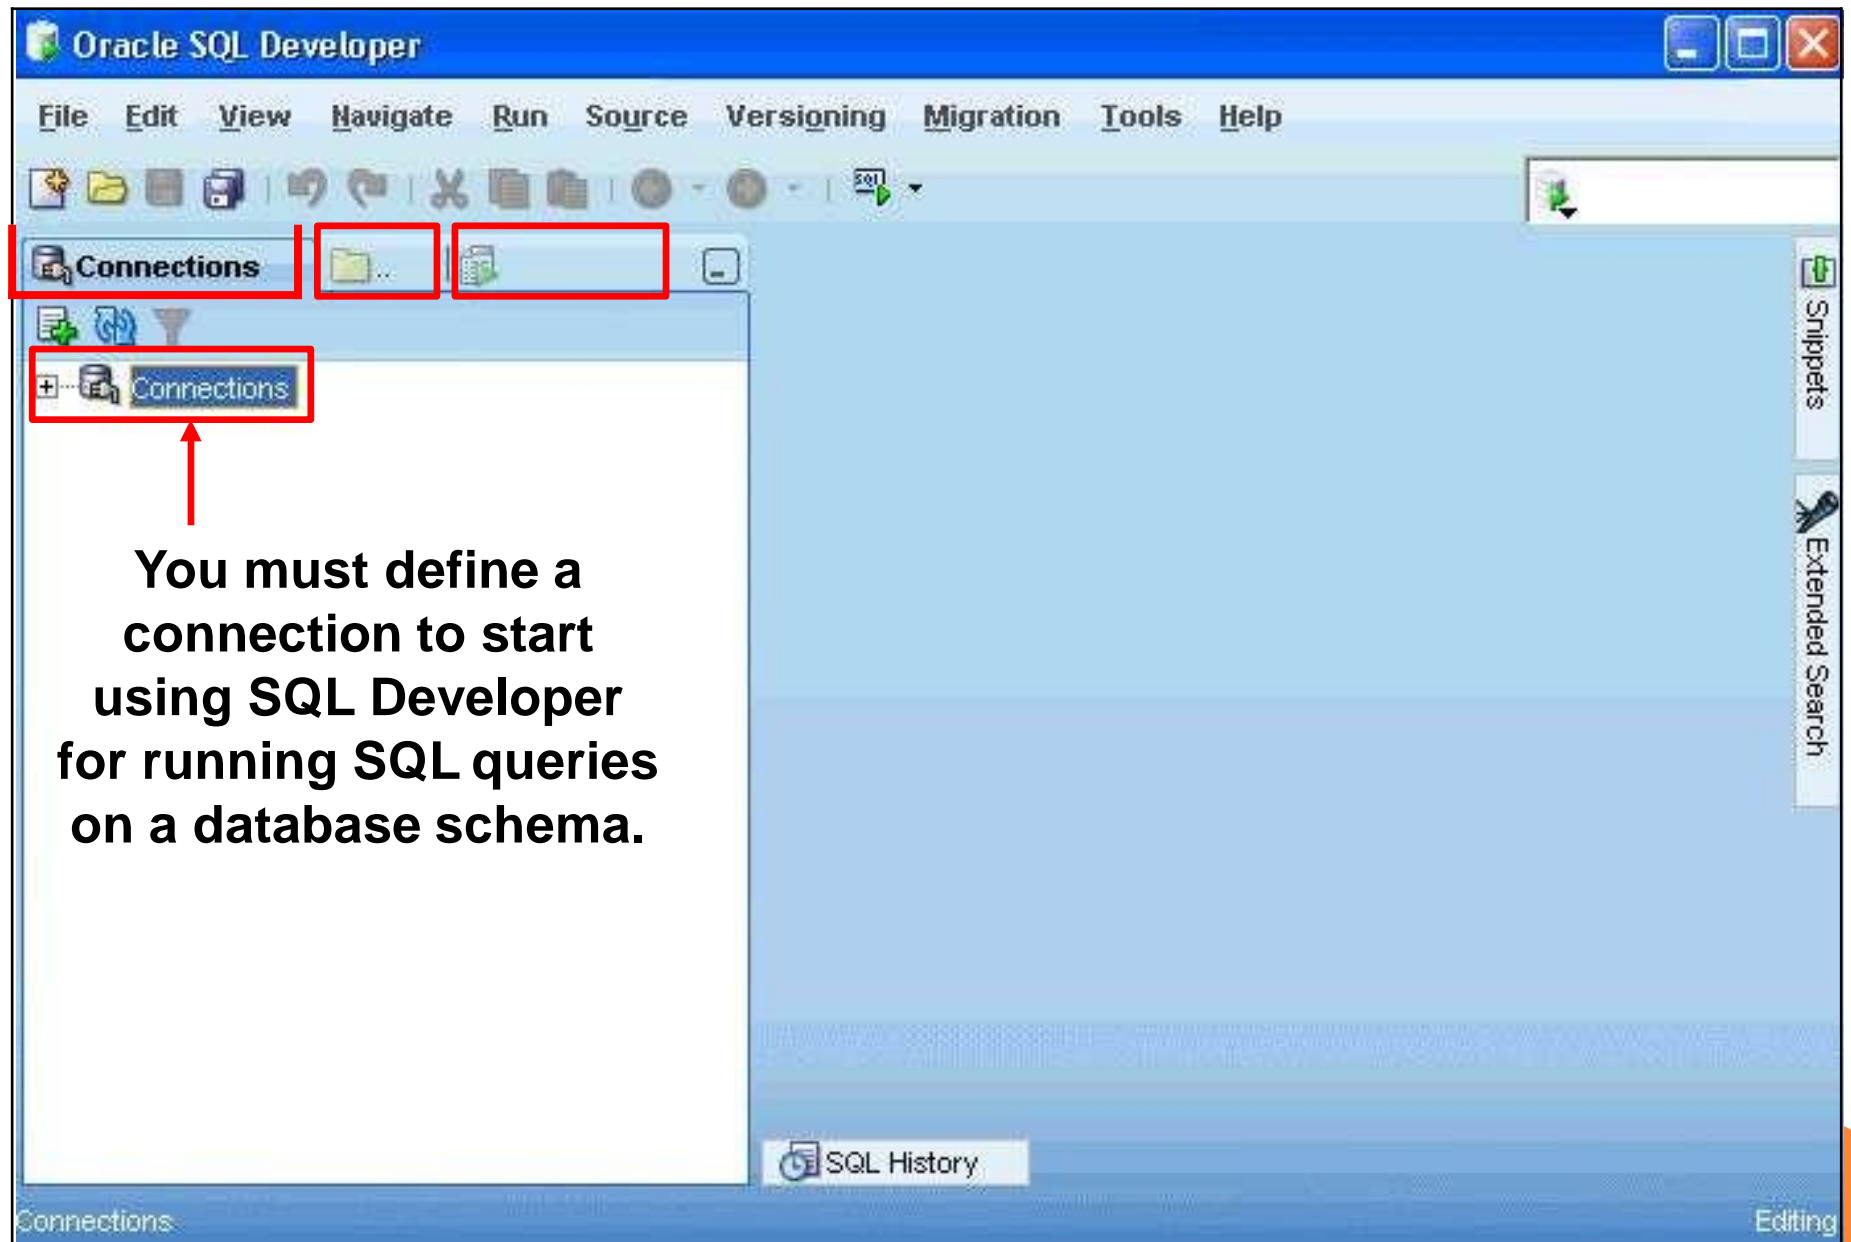 Oracle SQL Developer
File Edit View Navigate Run Source Versioning Migration Tools Help
SQL
Connections
..
Connections
You must define a
connection to start
using SQL Developer
for running SQL queries
on a database schema.
Snippets
Extended Search
SQL History
Connections
Editing